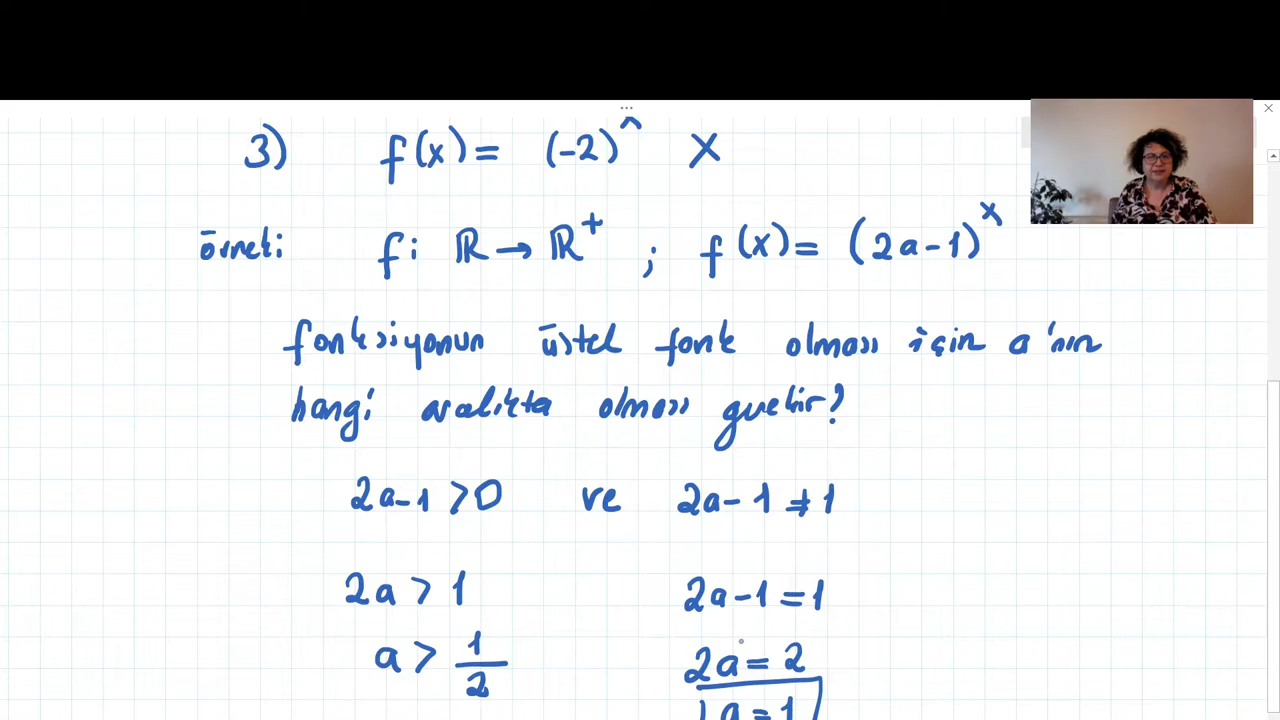 3) f(x) = (-2)^x X
örnek: f: ℝ → ℝ⁺ ; f(x) = (2a-1)^x
fonksiyonun üstel fonk olması için a'nın
hangi aralıkta olması gerekir?
2a-1 > 0 ve 2a-1 ≠ 1
2a > 1 2a-1 = 1
a > 1/2 2a = 2
a = 1